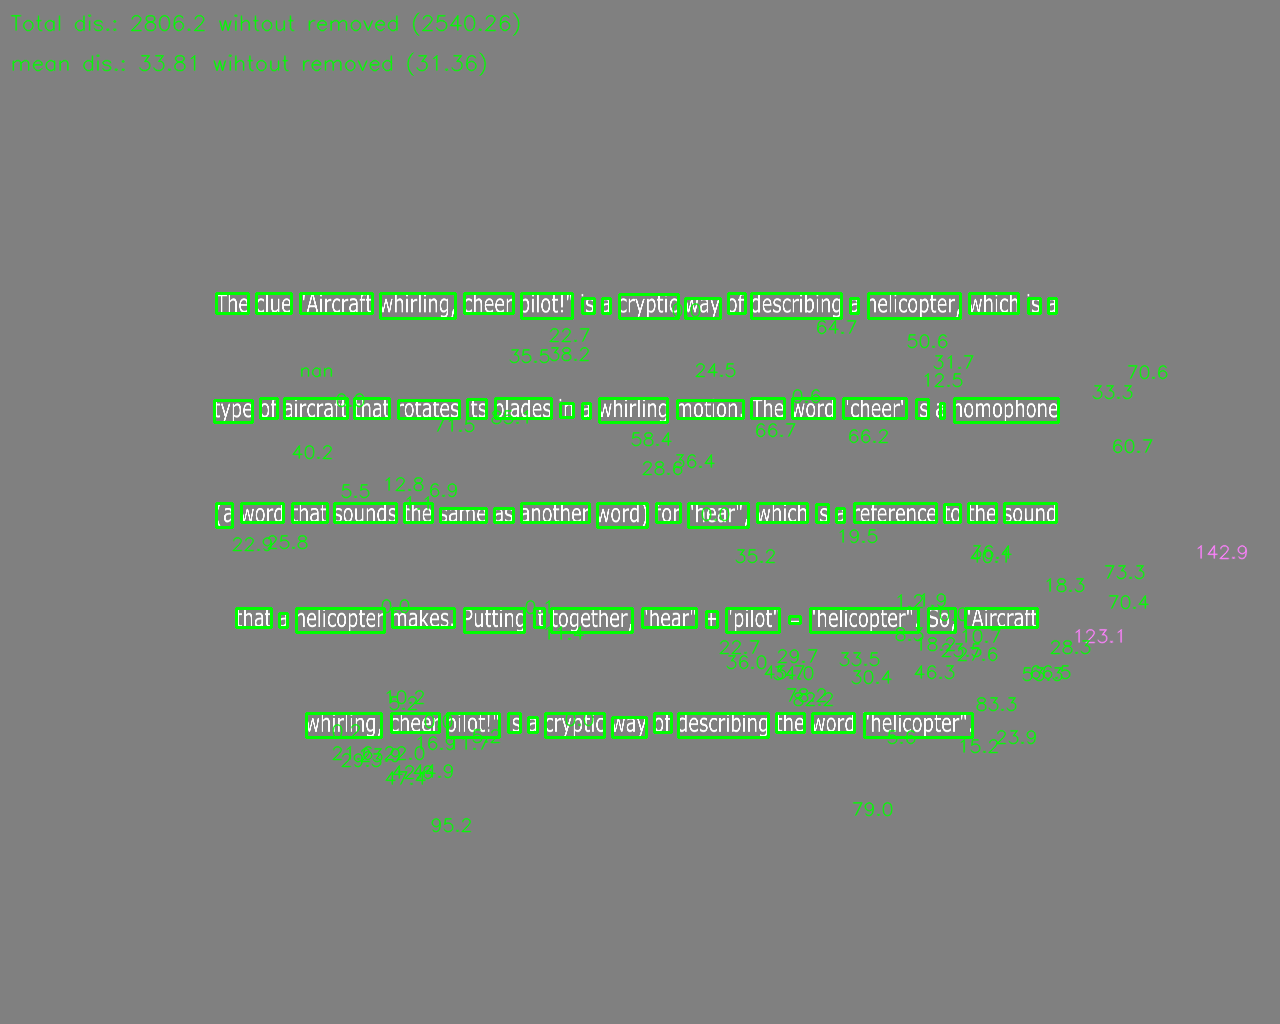 Total dis.: 2806.2 wihtout removed (2540.26)
mean dis.: 33.81 wihtout removed (31.36)
The clue "Aircraft whirling, cheer pilot!" is a cryptic way of describing a helicopter, which is a
22.7 64.7 50.6
35.5 38.2 31.7
nan 24.5 12.5 70.6
33.3
type of aircraft that rotates its blades in a whirling motion. The word "cheer" is a homophone
71.5 58.4 66.7 66.2
40.2 28.6 36.4 60.7
5.5 12.8 6.9
(a word that sounds the same as another word) for "hear", which is a reference to the sound
22.9 25.8 35.2 19.5 142.9
18.3 73.3
70.4
that a helicopter makes. Putting it together, "hear" + "pilot" = "helicopter". So, "Aircraft
10.7 123.1
22.7 36.0 29.7 33.5 30.4 46.3 28.3
10.2 83.3
whirling, cheer pilot!" is a cryptic way of describing the word "helicopter".
16.9 11.7 15.2 23.9
95.2 79.0